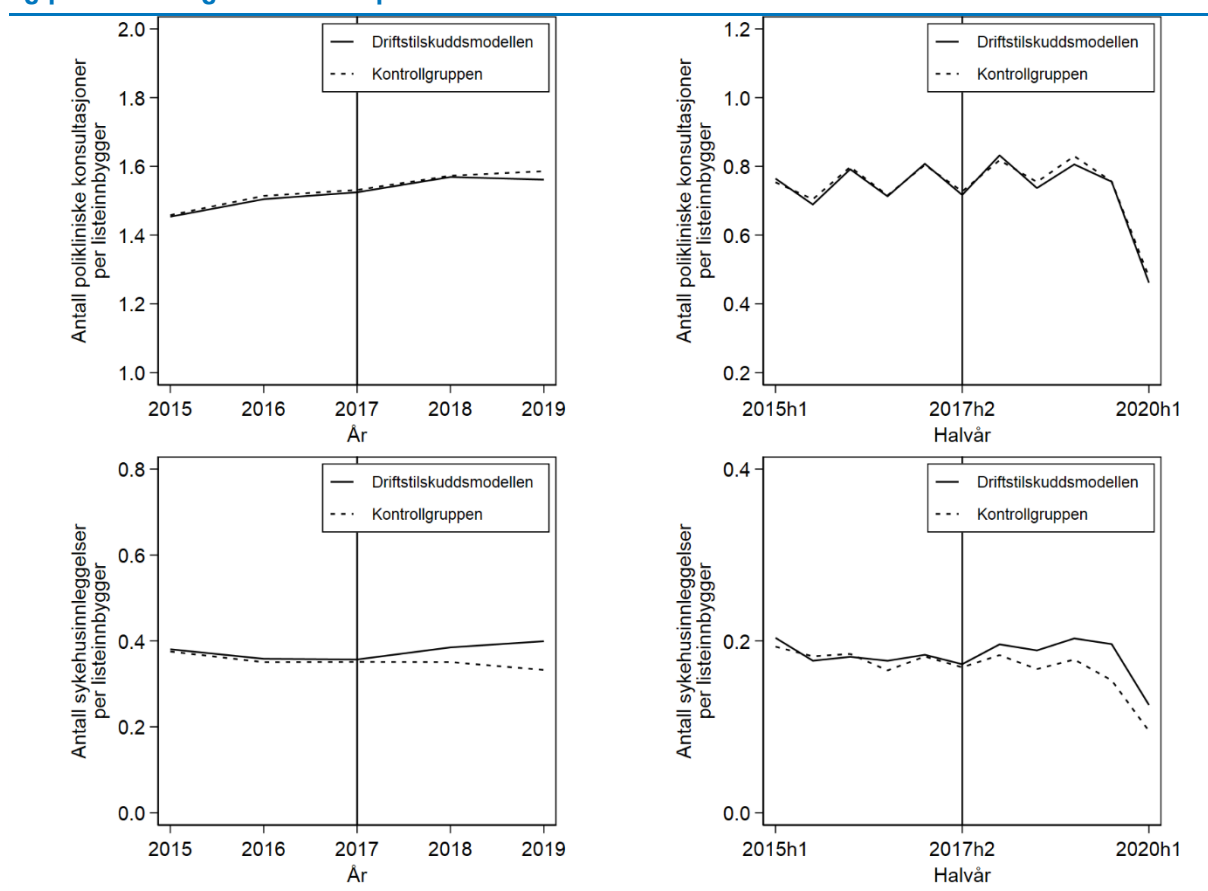 2.0
1.8
1.6
1.4
1.2
1.0
Antall polikliniske konsultasjoner
per listeinnbygger
Driftstilskuddsmodellen
Kontrollgruppen
2015 2016 2017 2018 2019
År
1.2
1.0
0.8
0.6
0.4
0.2
Antall polikliniske konsultasjoner
per listeinnbygger
Driftstilskuddsmodellen
Kontrollgruppen
2015h1 2017h2 2020h1
Halvår
0.8
0.6
0.4
0.2
0.0
Antall sykehusinnleggelser
per listeinnbygger
Driftstilskuddsmodellen
Kontrollgruppen
2015 2016 2017 2018 2019
År
0.4
0.2
0.0
Antall sykehusinnleggelser
per listeinnbygger
Driftstilskuddsmodellen
Kontrollgruppen
2015h1 2017h2 2020h1
Halvår